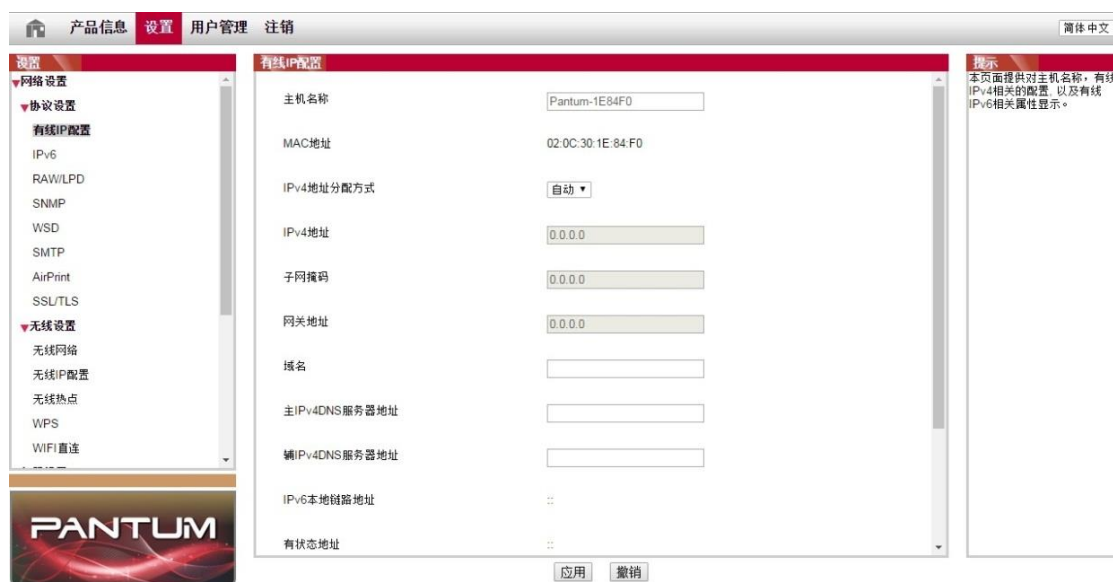 产品信息 设置 用户管理 注销 简体中文
设置
网络设置
协议设置
有线IP配置
IPv6
RAW/LPD
SNMP
WSD
SMTP
AirPrint
SSL/TLS
无线设置
无线网络
无线IP配置
无线热点
WPS
WIFI直连
PANTUM
有线IP配置
主机名称 Pantum-1E84F0
MAC地址 02:0C:30:1E:84:F0
IPv4地址分配方式 自动
IPv4地址 0.0.0.0
子网掩码 0.0.0.0
网关地址 0.0.0.0
域名
主IPv4DNS服务器地址
辅IPv4DNS服务器地址
IPv6本地链路地址 ::
有状态地址 ::
应用 撤销
提示
本页面提供对主机名称，有线
IPv4相关的配置, 以及有线
IPv6相关属性显示。